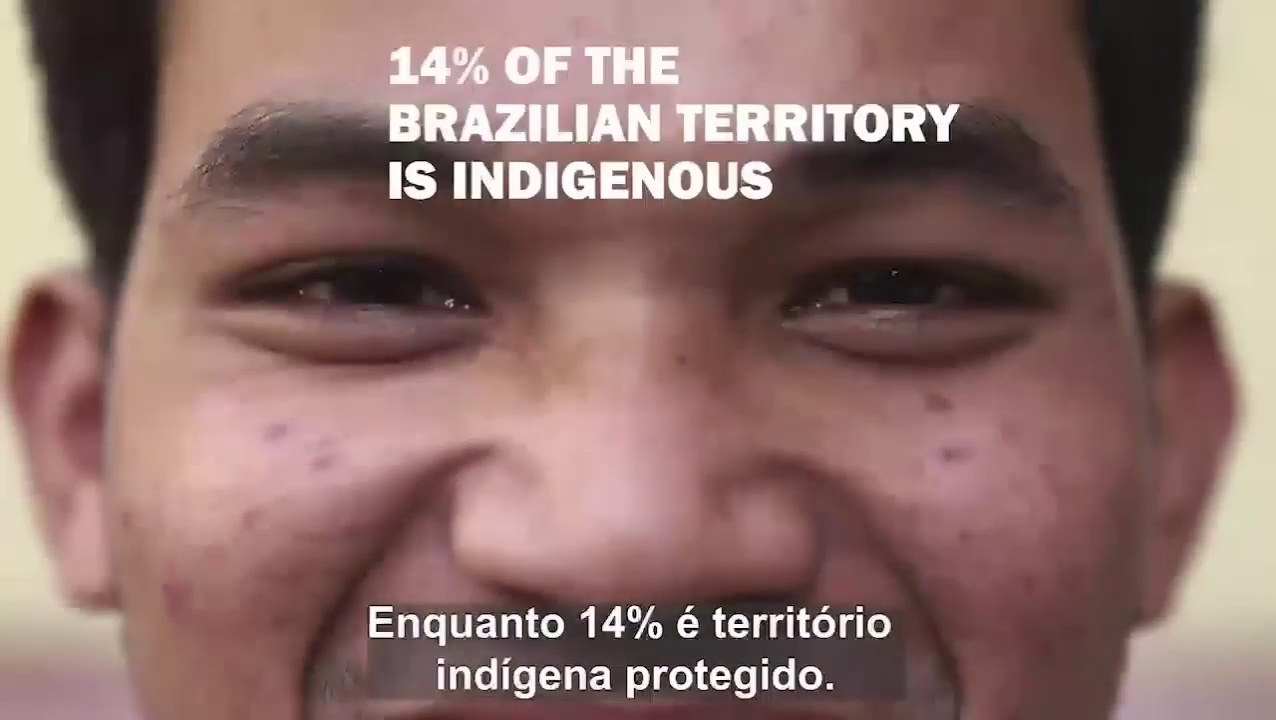 14% OF THE
BRAZILIAN TERRITORY
IS INDIGENOUS
Enquanto 14% é território
indígena protegido.